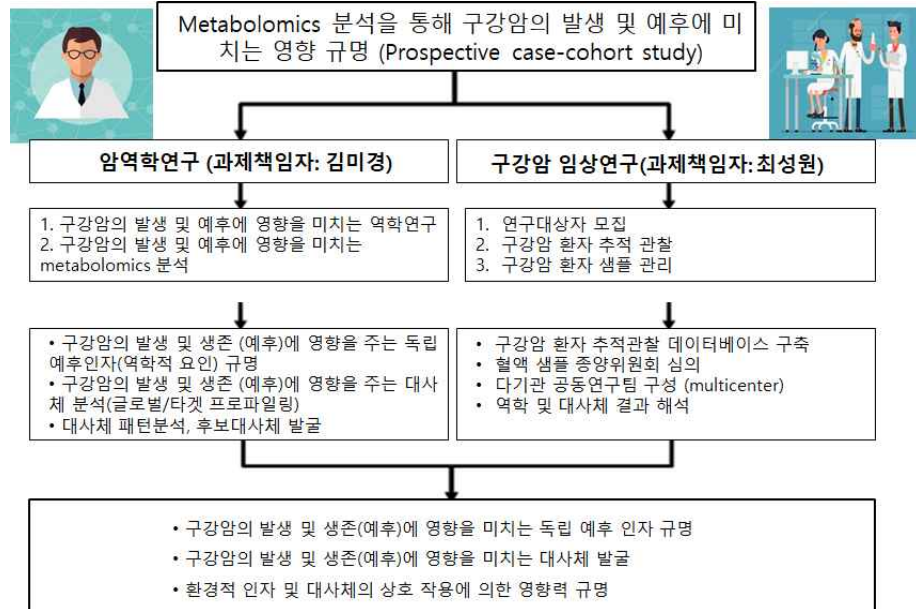 Metabolomics 분석을 통해 구강암의 발생 및 예후에 미
치는 영향 규명 (Prospective case-cohort study)
암역학연구 (과제책임자: 김미경)
구강암 임상연구(과제책임자:최성원)
1. 구강암의 발생 및 예후에 영향을 미치는 역학연구
2. 구강암의 발생 및 예후에 영향을 미치는
metabolomics 분석
1. 연구대상자 모집
2. 구강암 환자 추적 관찰
3. 구강암 환자 샘플 관리
• 구강암의 발생 및 생존 (예후)에 영향을 주는 독립
예후인자(역학적 요인) 규명
• 구강암의 발생 및 생존 (예후)에 영향을 주는 대사
체 분석(글로벌/타겟 프로파일링)
• 대사체 패턴분석, 후보대사체 발굴
• 구강암 환자 추적관찰 데이터베이스 구축
• 혈액 샘플 종양위원회 심의
• 다기관 공동연구팀 구성 (multicenter)
• 역학 및 대사체 결과 해석
• 구강암의 발생 및 생존(예후)에 영향을 미치는 독립 예후 인자 규명
• 구강암의 발생 및 생존(예후)에 영향을 미치는 대사체 발굴
• 환경적 인자 및 대사체의 상호 작용에 의한 영향력 규명